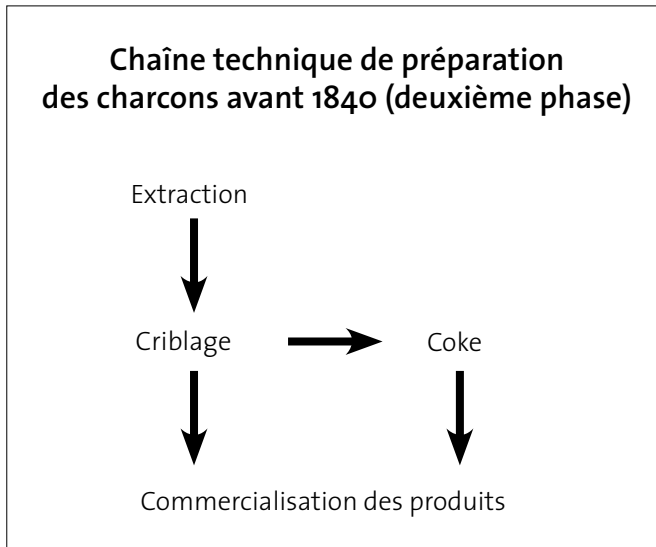 Chaîne technique de préparation
des charcons avant 1840 (deuxième phase)
Extraction
Criblage
Coke
Commercialisation des produits